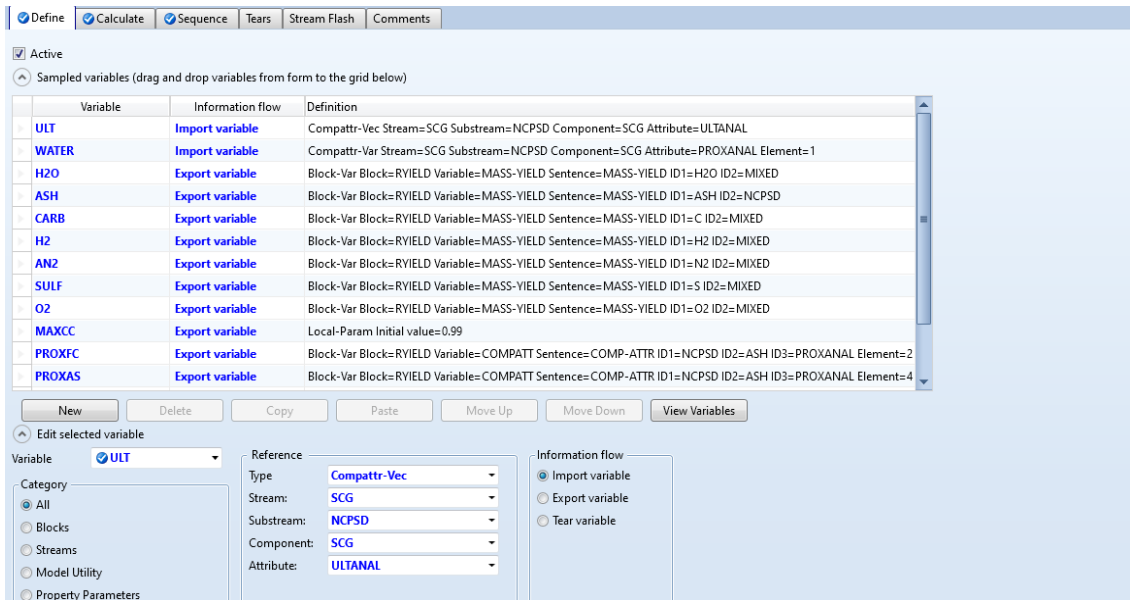 Define Calculate Sequence Tears Stream Flash Comments
Active
Sampled variables (drag and drop variables from form to the grid below)
Variable Information flow Definition
ULT Import variable Compattr-Vec Stream=SCG Substream=NCPSD Component=SCG Attribute=ULTANAL
WATER Import variable Compattr-Var Stream=SCG Substream=NCPSD Component=SCG Attribute=PROXANAL Element=1
H2O Export variable Block-Var Block=RYIELD Variable=MASS-YIELD Sentence=MASS-YIELD ID1=H2O ID2=MIXED
ASH Export variable Block-Var Block=RYIELD Variable=MASS-YIELD Sentence=MASS-YIELD ID1=ASH ID2=NCPSD
CARB Export variable Block-Var Block=RYIELD Variable=MASS-YIELD Sentence=MASS-YIELD ID1=C ID2=MIXED
H2 Export variable Block-Var Block=RYIELD Variable=MASS-YIELD Sentence=MASS-YIELD ID1=H2 ID2=MIXED
AN2 Export variable Block-Var Block=RYIELD Variable=MASS-YIELD Sentence=MASS-YIELD ID1=N2 ID2=MIXED
SULF Export variable Block-Var Block=RYIELD Variable=MASS-YIELD Sentence=MASS-YIELD ID1=S ID2=MIXED
O2 Export variable Block-Var Block=RYIELD Variable=MASS-YIELD Sentence=MASS-YIELD ID1=O2 ID2=MIXED
MAXCC Export variable Local-Param Initial value=0.99
PROXFC Export variable Block-Var Block=RYIELD Variable=COMPATT Sentence=COMP-ATTR ID1=NCPSD ID2=ASH ID3=PROXANAL Element=2
PROXAS Export variable Block-Var Block=RYIELD Variable=COMPATT Sentence=COMP-ATTR ID1=NCPSD ID2=ASH ID3=PROXANAL Element=4
New Delete Copy Paste Move Up Move Down View Variables
Edit selected variable
Variable ULT
Category
All
Blocks
Streams
Model Utility
Property Parameters
Reference
Type Compattr-Vec
Stream: SCG
Substream: NCPSD
Component: SCG
Attribute: ULTANAL
Information flow
Import variable
Export variable
Tear variable